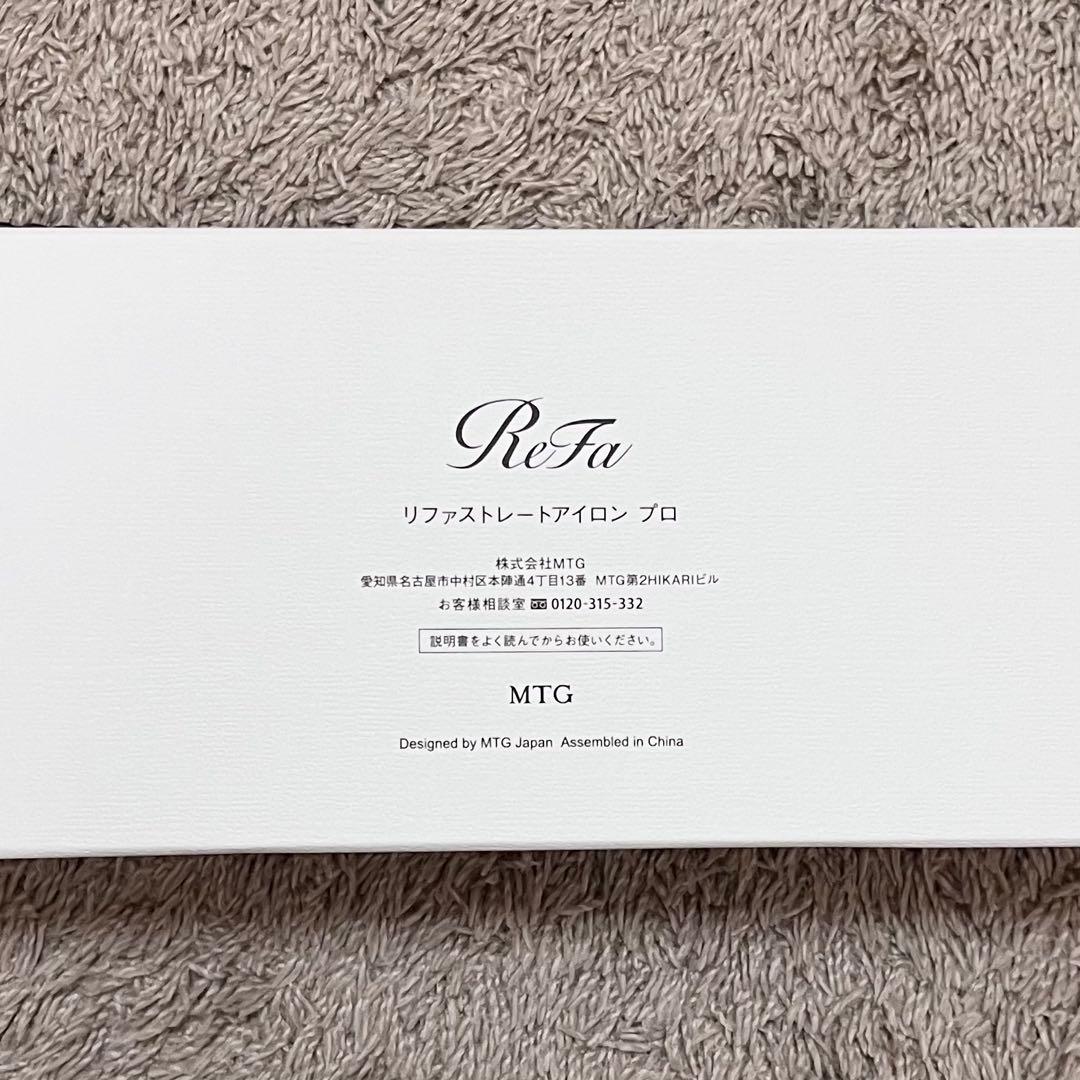 ReFa
リファストレートアイロン プロ
株式会社MTG
愛知県名古屋市中村区本陣通4丁目13番 MTG第2HIKARIビル
お客様相談室 0120-315-332
説明書をよく読んでからお使いください。
MTG
Designed by MTG Japan Assembled in China